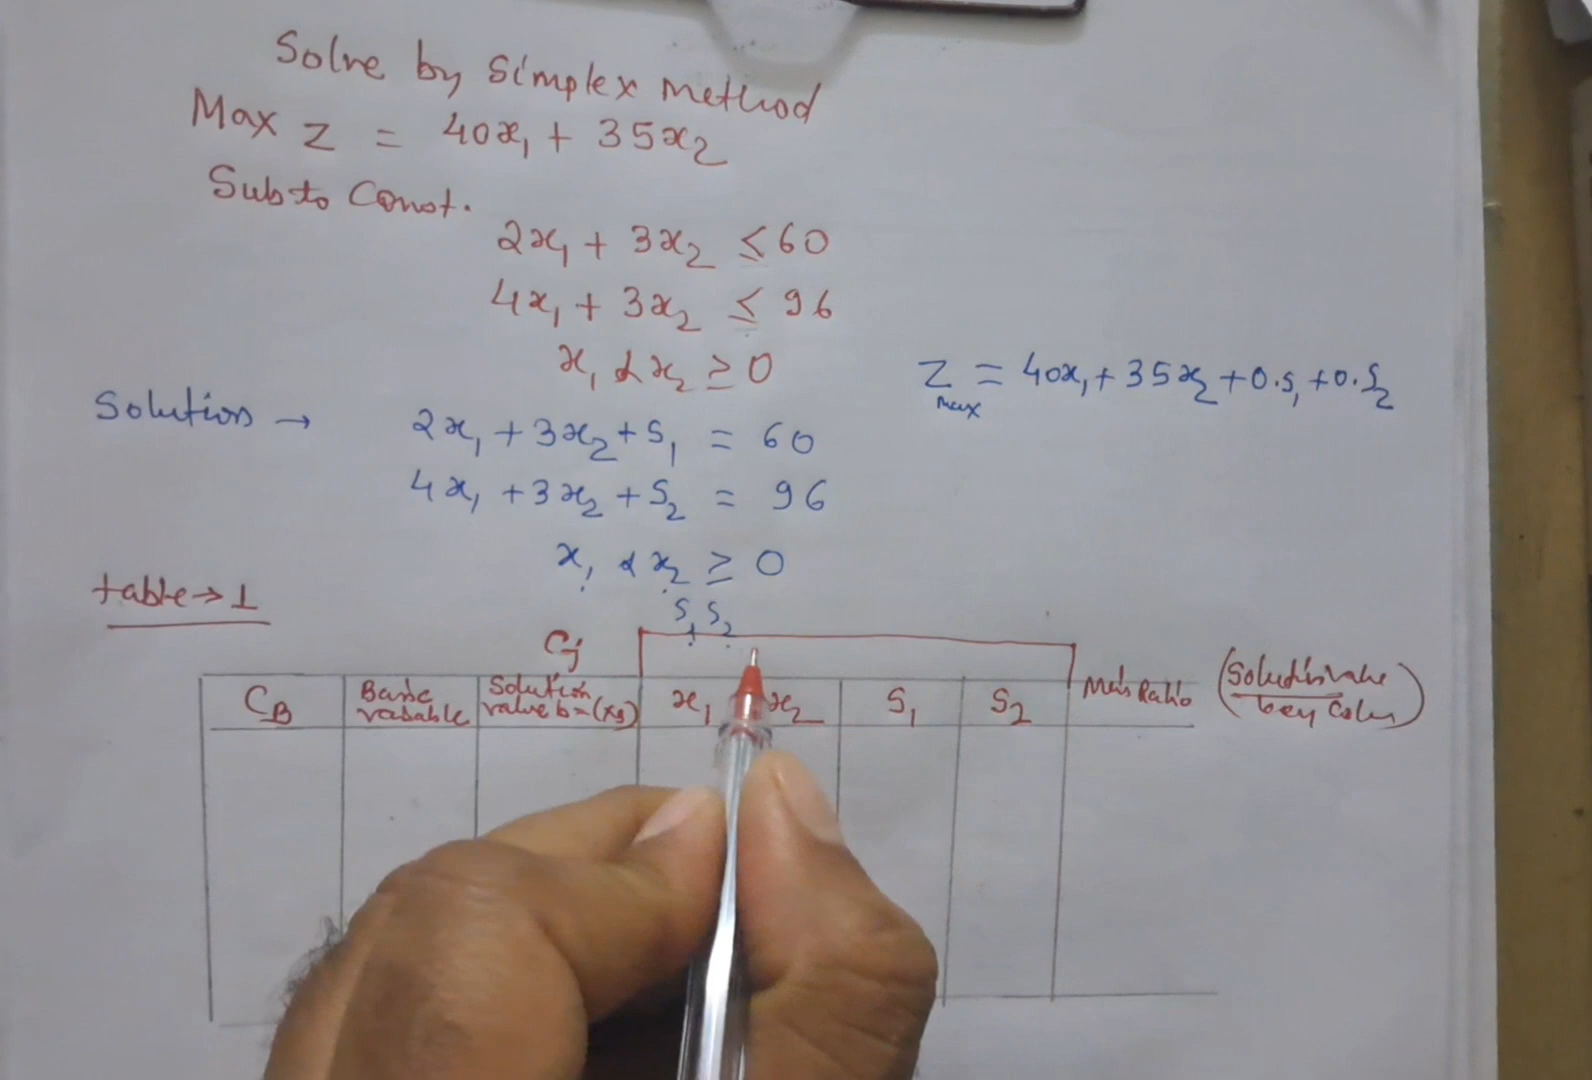 Solve by Simplex method
Max Z = 40x₁ + 35x₂
Sub to Const.
2x₁ + 3x₂ ≤ 60
4x₁ + 3x₂ ≤ 96
x₁ & x₂ ≥ 0
Z max = 40x₁ + 35x₂ + 0.s₁ + 0.S₂
Solution → 2x₁ + 3x₂ + S₁ = 60
4x₁ + 3x₂ + S₂ = 96
x₁ & x₂ ≥ 0
S₁ S₂
table → 1
Cj
CB Basic variable Solution value b = (xB) x₁ x₂ S₁ S₂ Min Ratio (Solution value / key Column)